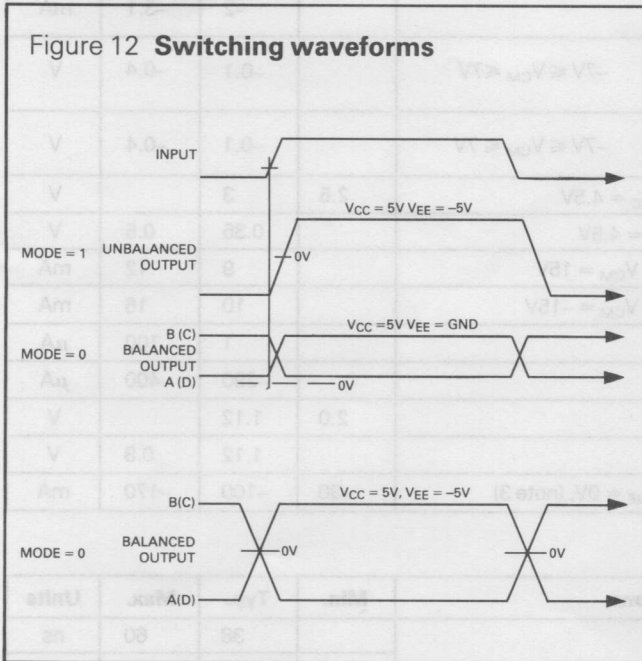 Figure 12 Switching waveforms
INPUT
VCC = 5V VEE = –5V
MODE = 1
UNBALANCED
OUTPUT
0V
B (C)
VCC =5V VEE = GND
MODE=0
BALANCED
OUTPUT
A (D)
0V
B(C)
VCC = 5V, VEE = –5V
MODE = 0
BALANCED
OUTPUT
0V
0V
A(D)